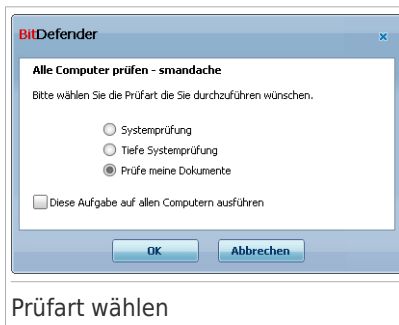 BitDefender
x
Alle Computer prüfen - smandache
Bitte wählen Sie die Prüfart die Sie durchzuführen wünschen.
Systemprüfung
Tiefe Systemprüfung
Prüfe meine Dokumente
Diese Aufgabe auf allen Computern ausführen
OK Abbrechen
Prüfart wählen